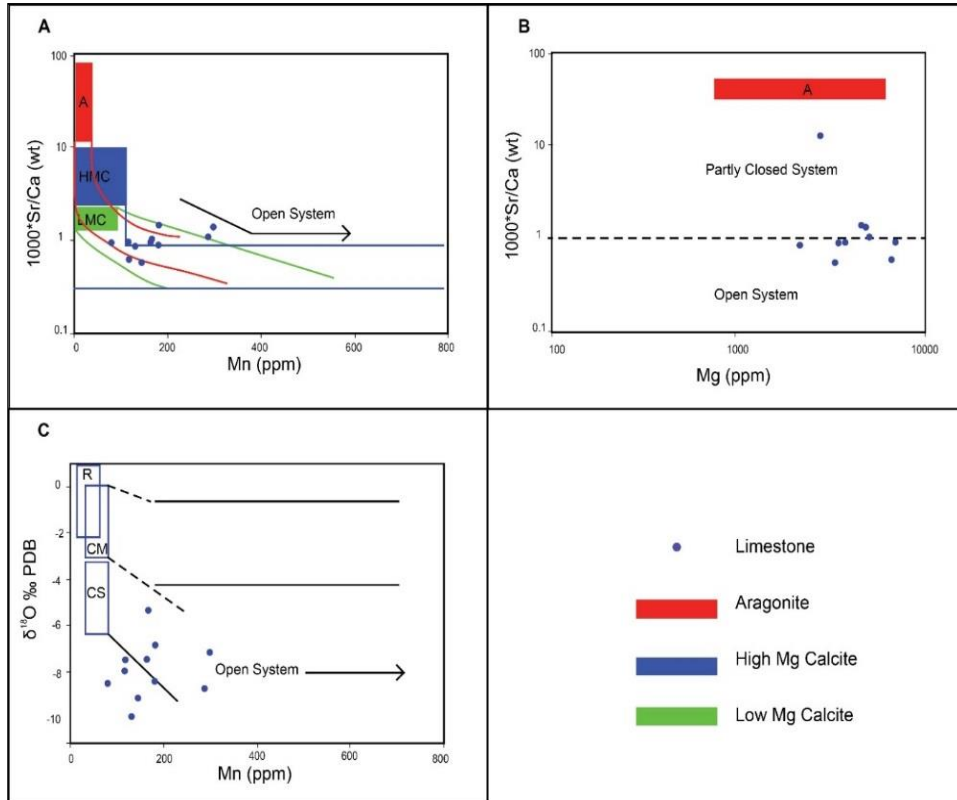 A
1000*Sr/Ca (wt)
100
10
1
0.1
A
HMC
LMC
Open System
0
200
400
600
800
Mn (ppm)
B
1000*Sr/Ca (wt)
100
10
1
0.1
A
Partly Closed System
Open System
100
1000
10000
Mg (ppm)
C
δ¹⁸O ‰ PDB
0
-2
-4
-6
-8
-10
R
CM
CS
Open System
0
200
400
600
800
Mn (ppm)
Limestone
Aragonite
High Mg Calcite
Low Mg Calcite